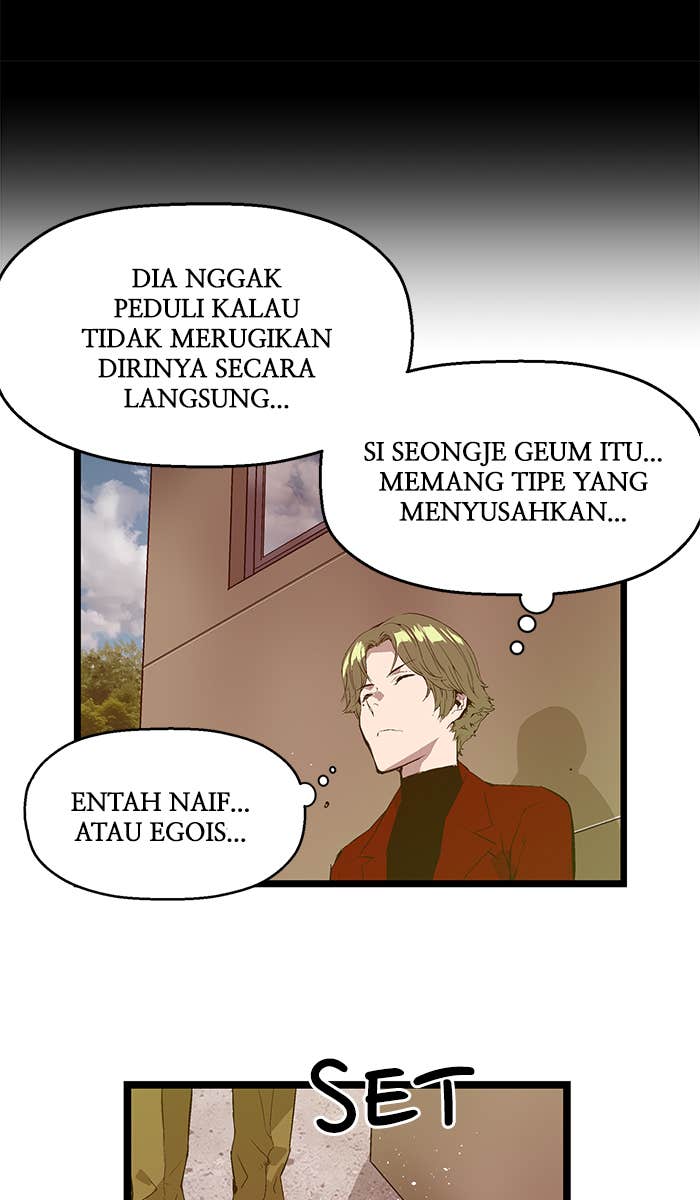 DIA NGGAK
PEDULI KALAU
TIDAK MERUGIKAN
DIRINYA SECARA
LANGSUNG...
SI SEONGJE GEUM ITU...
MEMANG TIPE YANG
MENYUSAHKAN...
ENTAH NAIF...
ATAU EGOIS...
SET